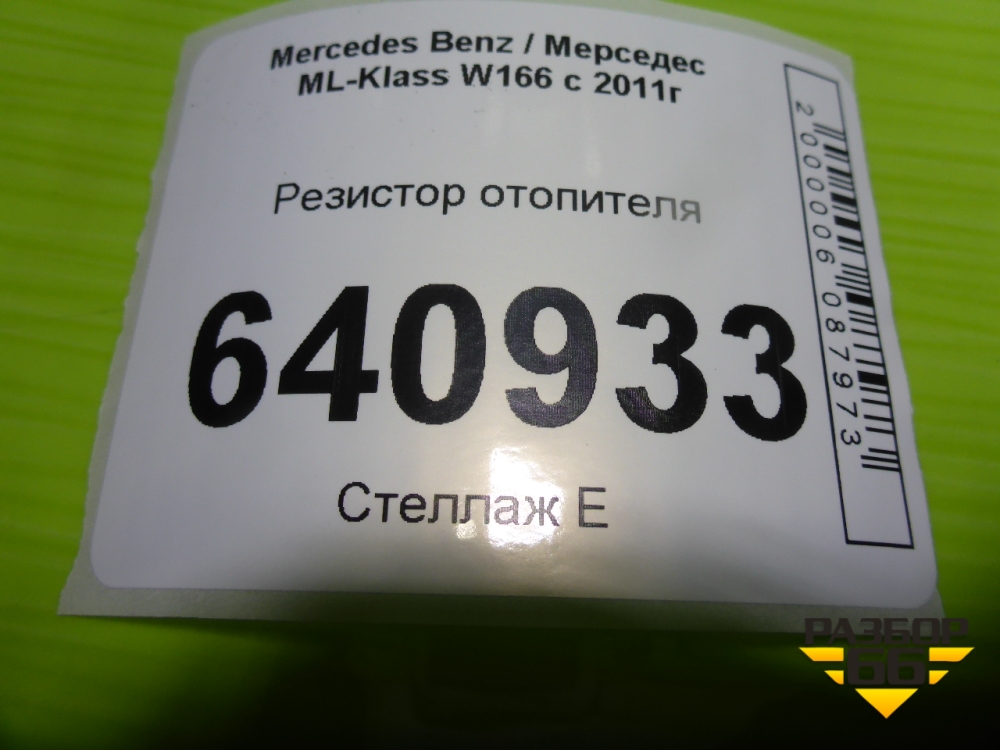 Mercedes Benz / Мерседес
ML-Klass W166 с 2011г
Резистор отопителя
640933
Стеллаж Е
2000006087973
РАЗБОР
66